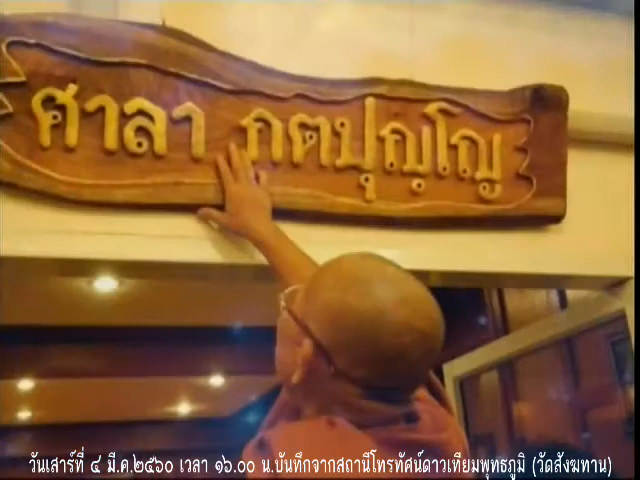 ศาลา กตปุญฺโญ
วันเสาร์ที่ ๔ มี.ค.๒๕๖๐ เวลา ๑๖.๐๐ น.บันทึกจากสถานีโทรทัศน์ดาวเทียมพุทธภูมิ (วัดสังฆทาน)